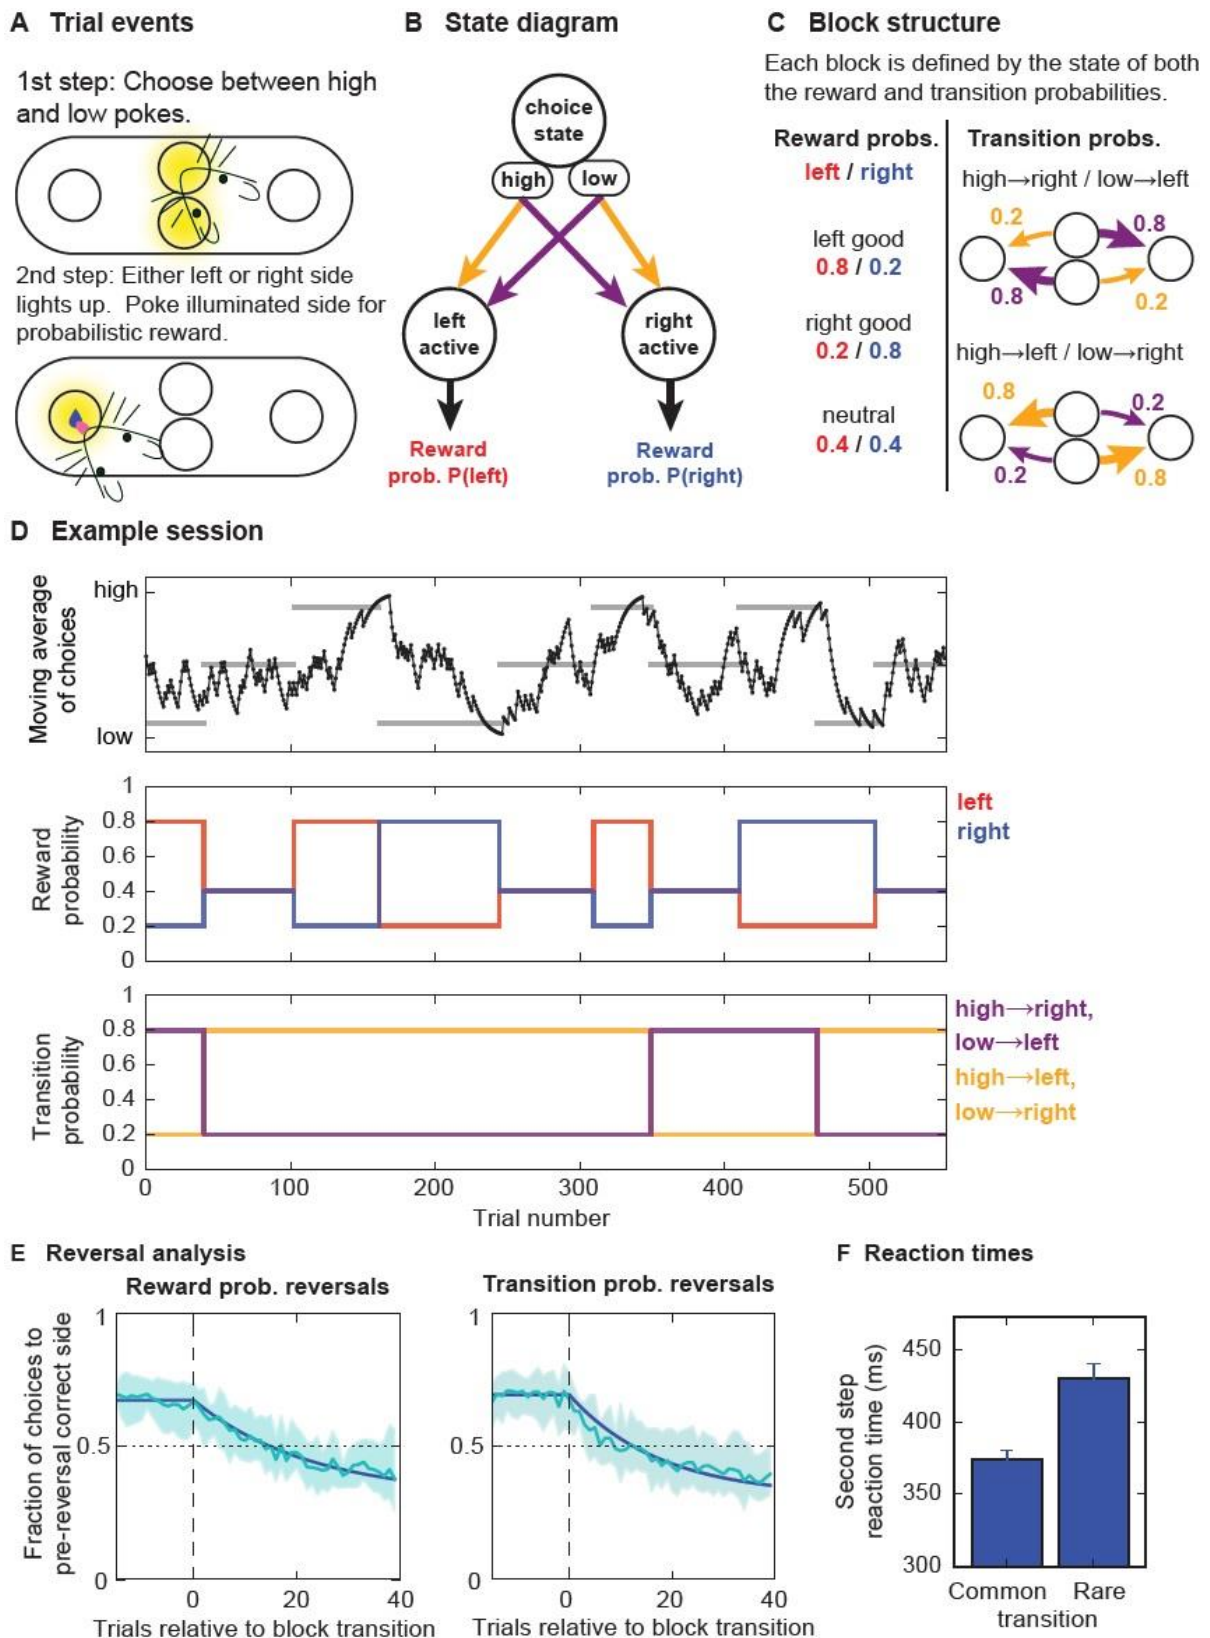 A Trial events
1st step: Choose between high
and low pokes.
2nd step: Either left or right side
lights up. Poke illuminated side for
probabilistic reward.
B State diagram
choice
state
high
low
left
active
right
active
Reward
prob. P(left)
Reward
prob. P(right)
C Block structure
Each block is defined by the state of both
the reward and transition probabilities.
Reward probs.
left / right
left good
0.8 / 0.2
right good
0.2 / 0.8
neutral
0.4 / 0.4
Transition probs.
high→right / low→left
0.2
0.8
0.8
0.2
high→left / low→right
0.8
0.2
0.2
0.8
D Example session
Moving average
of choices
high
low
Reward
probability
1
0.8
0.6
0.4
0.2
0
left
right
Transition
probability
1
0.8
0.6
0.4
0.2
0
0
100
200
300
400
500
Trial number
high→right,
low→left
high→left,
low→right
E Reversal analysis
Reward prob. reversals
Fraction of choices to
pre-reversal correct side
1
0.5
0
0
20
40
Trials relative to block transition
Transition prob. reversals
1
0.5
0
0
20
40
Trials relative to block transition
F Reaction times
Second step
reaction time (ms)
450
400
350
300
Common
Rare
transition